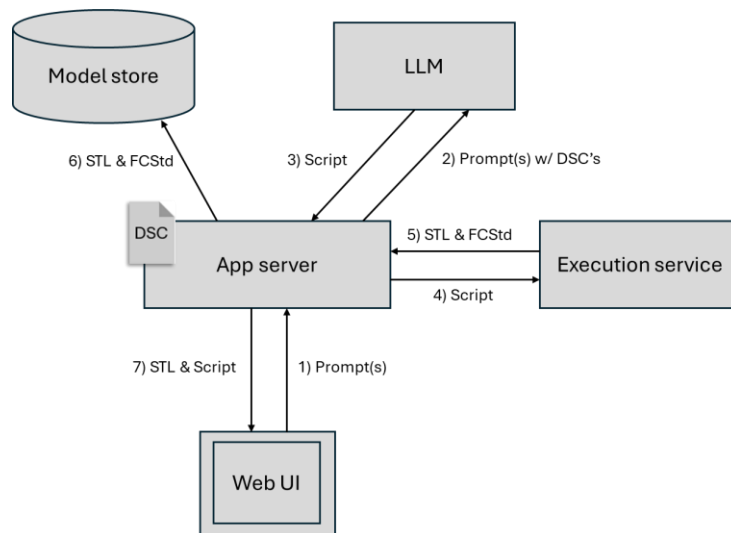 Model store
LLM
6) STL & FCStd
3) Script
2) Prompt(s) w/ DSC's
DSC
App server
5) STL & FCStd
4) Script
Execution service
7) STL & Script
1) Prompt(s)
Web UI